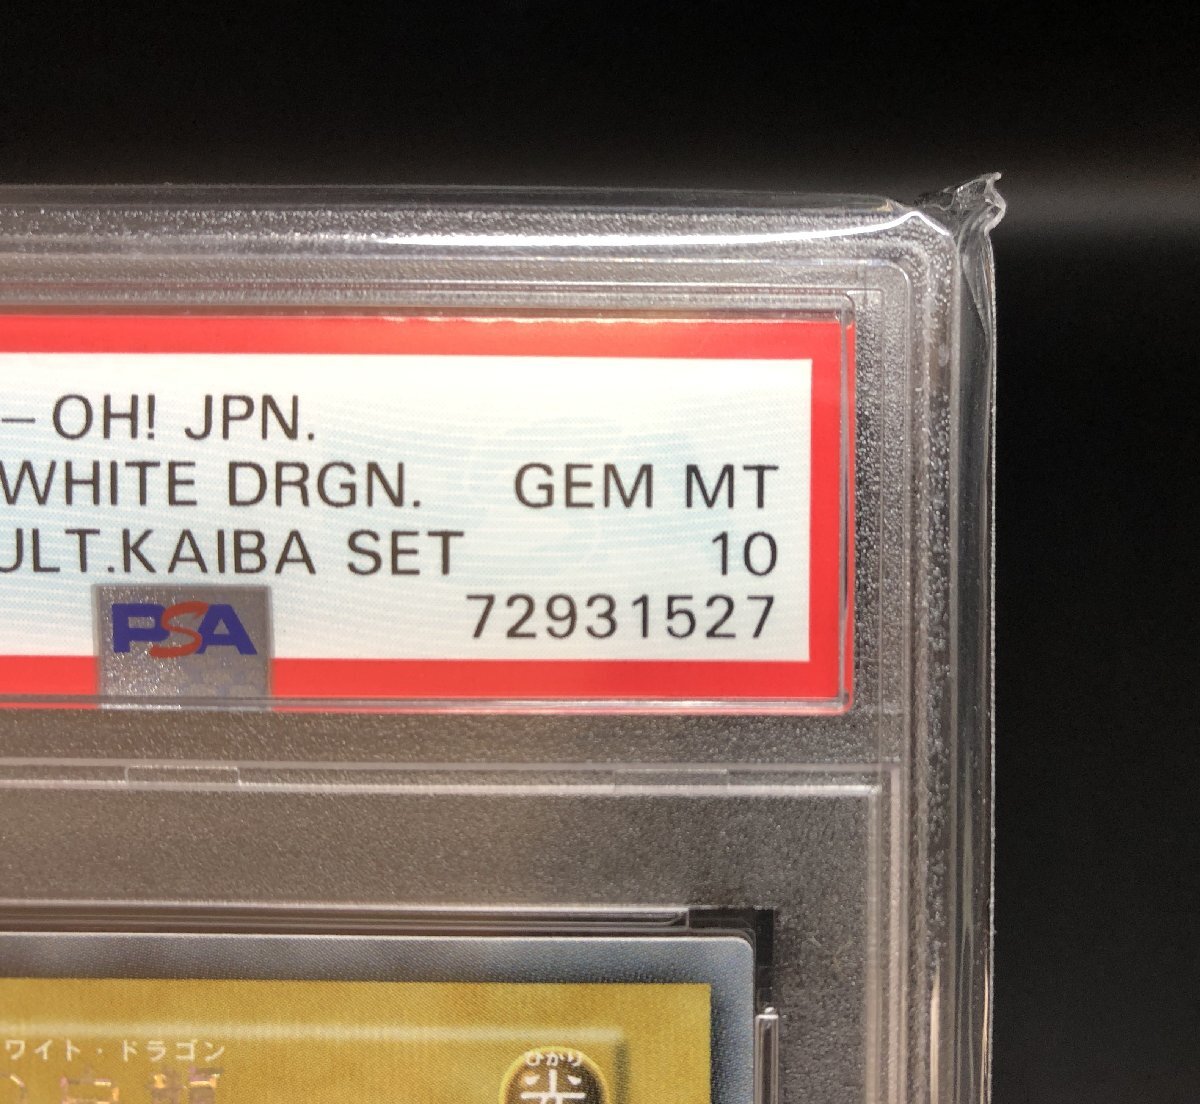 -OH! JPN.
WHITE DRGN. GEM MT
ULT.KAIBA SET 10
PSA 72931527
ワイト・ドラゴン
ひかり
光